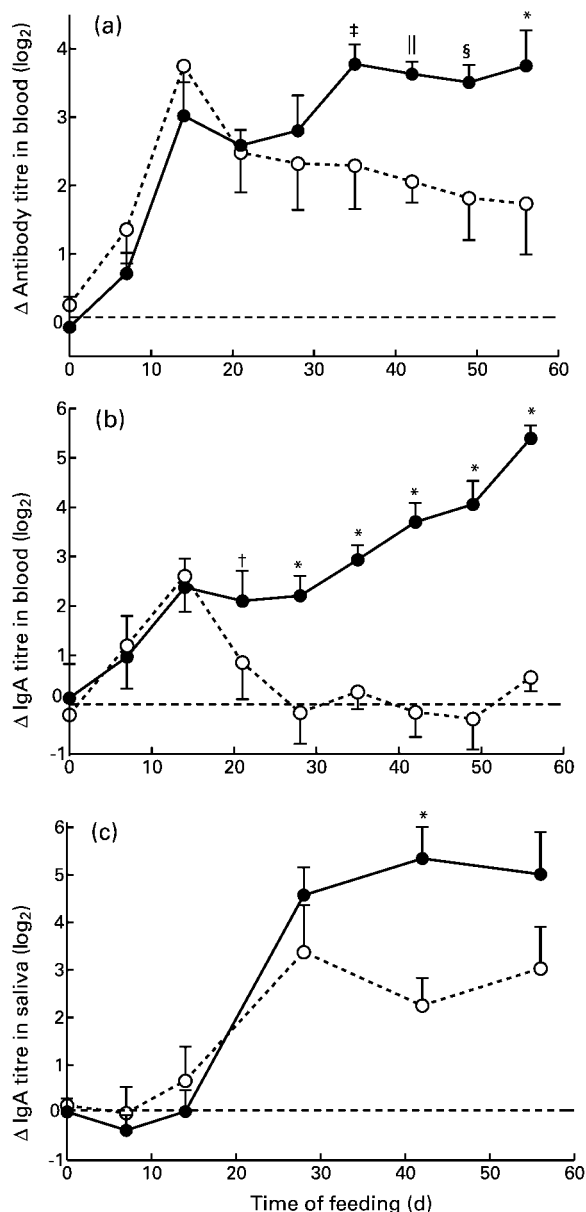 (a)
‡ || § *
4
3
2
1
0
Δ Antibody titre in blood (log₂)
0 10 20 30 40 50 60
(b)
† * * * * *
6
5
4
3
2
1
0
-1
Δ IgA titre in blood (log₂)
0 10 20 30 40 50 60
(c)
*
6
5
4
3
2
1
0
-1
Δ IgA titre in saliva (log₂)
0 10 20 30 40 50 60
Time of feeding (d)